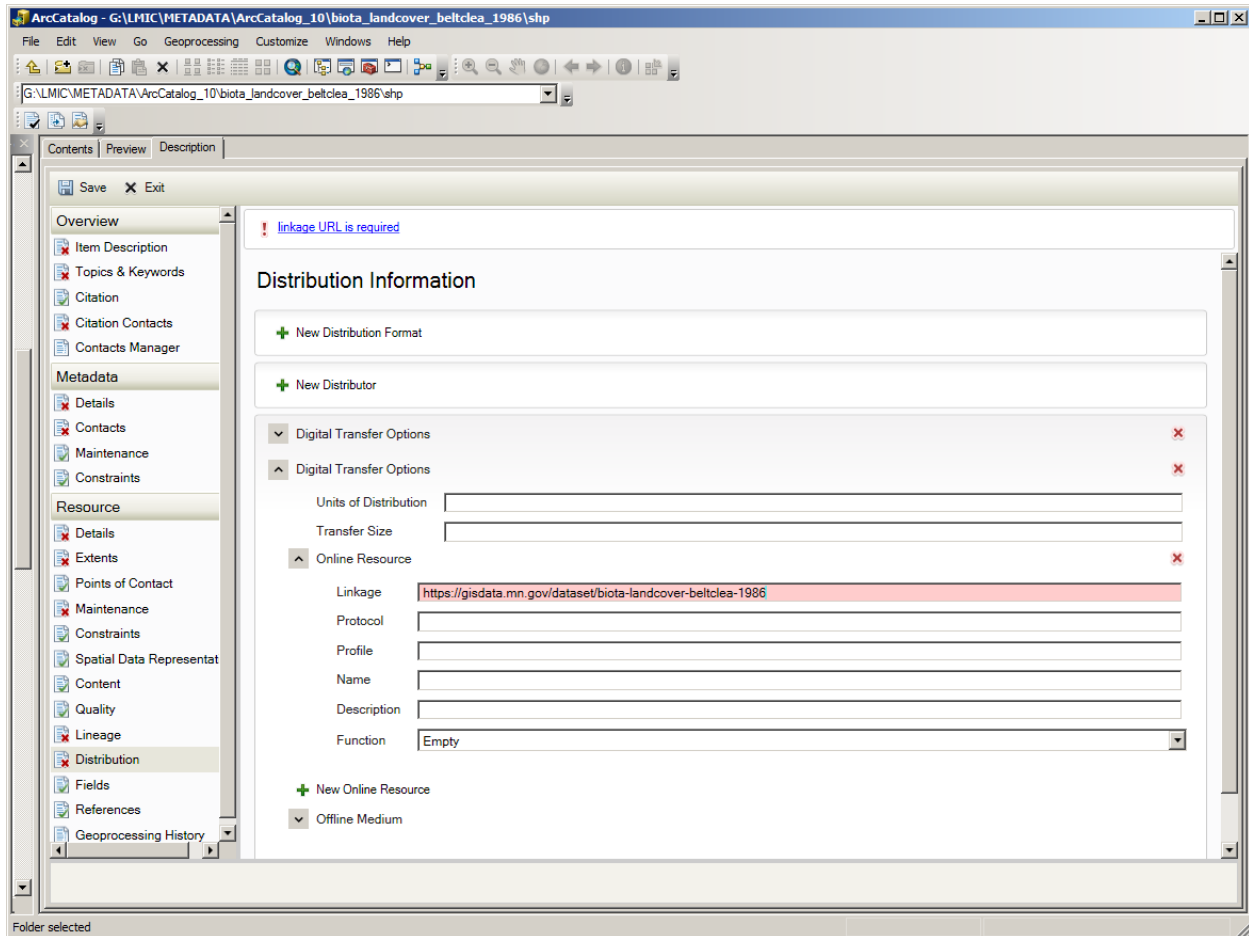 ArcCatalog - G:\LMIC\METADATA\ArcCatalog_10\biota_landcover_beltclea_1986\shp
File Edit View Go Geoprocessing Customize Windows Help
G:\LMIC\METADATA\ArcCatalog_10\biota_landcover_beltclea_1986\shp
Contents Preview Description
Save Exit
Overview
Item Description
Topics & Keywords
Citation
Citation Contacts
Contacts Manager
Metadata
Details
Contacts
Maintenance
Constraints
Resource
Details
Extents
Points of Contact
Maintenance
Constraints
Spatial Data Representat
Content
Quality
Lineage
Distribution
Fields
References
Geoprocessing History
linkage URL is required
Distribution Information
New Distribution Format
New Distributor
Digital Transfer Options
Digital Transfer Options
Units of Distribution
Transfer Size
Online Resource
Linkage https://gisdata.mn.gov/dataset/biota-landcover-beltclea-1986
Protocol
Profile
Name
Description
Function Empty
New Online Resource
Offline Medium
Folder selected